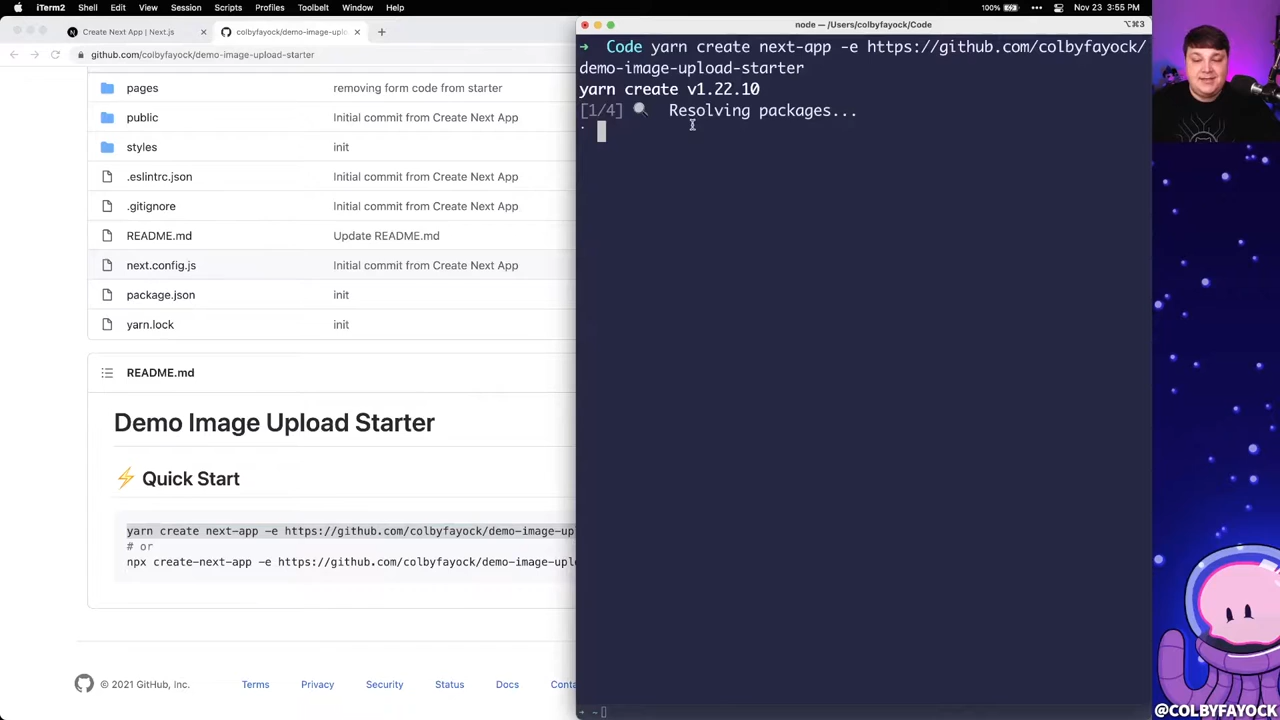 iTerm2 Shell Edit View Session Scripts Profiles Toolbelt Window Help 100% Nov 23 3:55 PM
Create Next App | Next.js
colbyfayock/demo-image-uplo
github.com/colbyfayock/demo-image-upload-starter
pages removing form code from starter
public Initial commit from Create Next App
styles init
.eslintrc.json Initial commit from Create Next App
.gitignore Initial commit from Create Next App
README.md Update README.md
next.config.js Initial commit from Create Next App
package.json init
yarn.lock init
README.md
Demo Image Upload Starter
⚡ Quick Start
yarn create next-app -e https://github.com/colbyfayock/demo-image-up
# or
npx create-next-app -e https://github.com/colbyfayock/demo-image-uplo
© 2021 GitHub, Inc. Terms Privacy Security Status Docs Conta
node — /Users/colbyfayock/Code ⌥⌘3
➜ Code yarn create next-app -e https://github.com/colbyfayock/
demo-image-upload-starter
yarn create v1.22.10
[1/4] 🔍 Resolving packages...
➜ ~
@COLBYFAYOCK